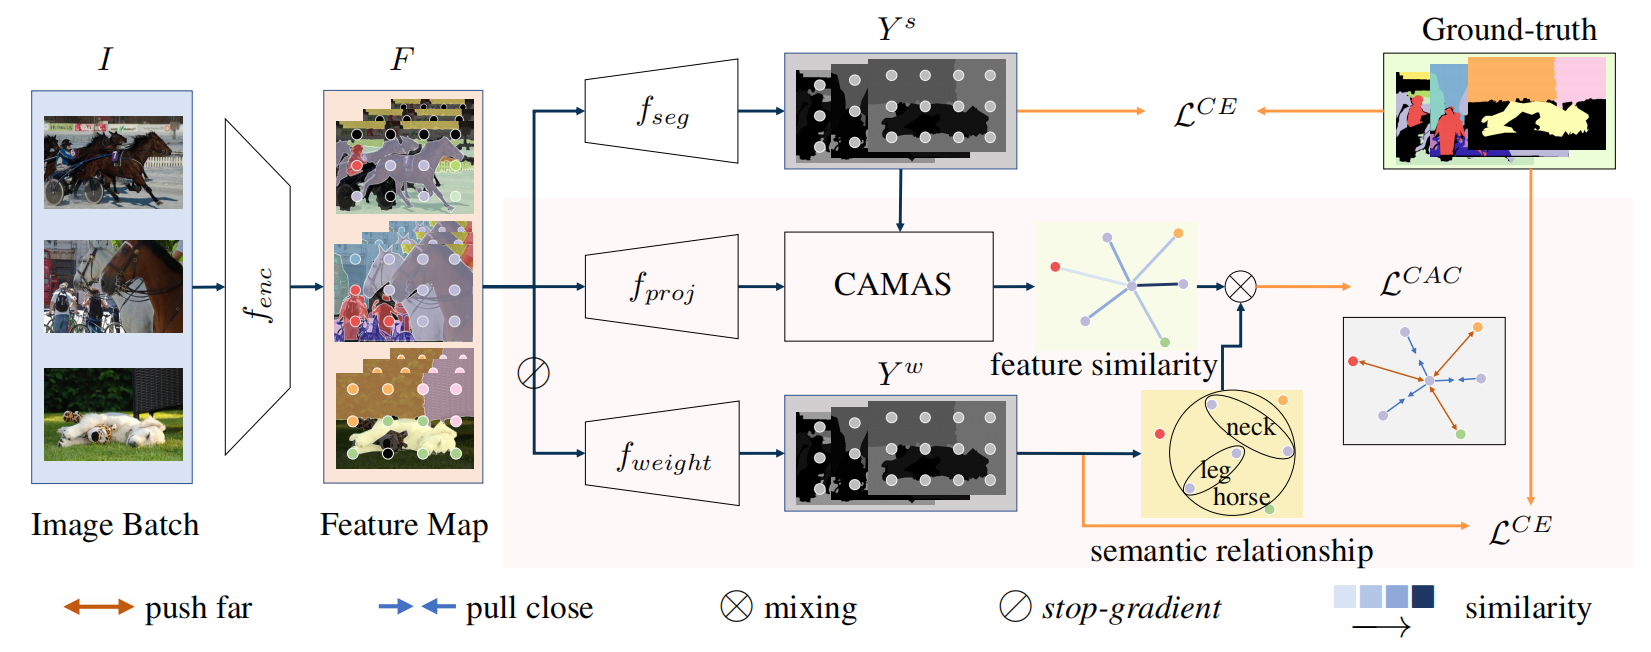 I
F
Y^s
Ground-truth
f_{seg}
\mathcal{L}^{CE}
f_{enc}
f_{proj}
CAMAS
\mathcal{L}^{CAC}
feature similarity
Y^w
f_{weight}
neck
leg
horse
\mathcal{L}^{CE}
Image Batch
Feature Map
semantic relationship
push far
pull close
mixing
stop-gradient
similarity